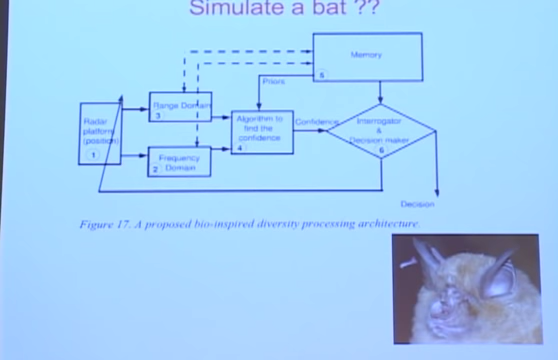 Simulate a bat ??
Memory
5
Priors
Range Domain
3
Radar
platform
(position)
1
Algorithm to
find the
confidence
4
Confidence
Interrogator
&
Decision maker
6
Frequency
2 Domain
Decision
Figure 17. A proposed bio-inspired diversity processing architecture.